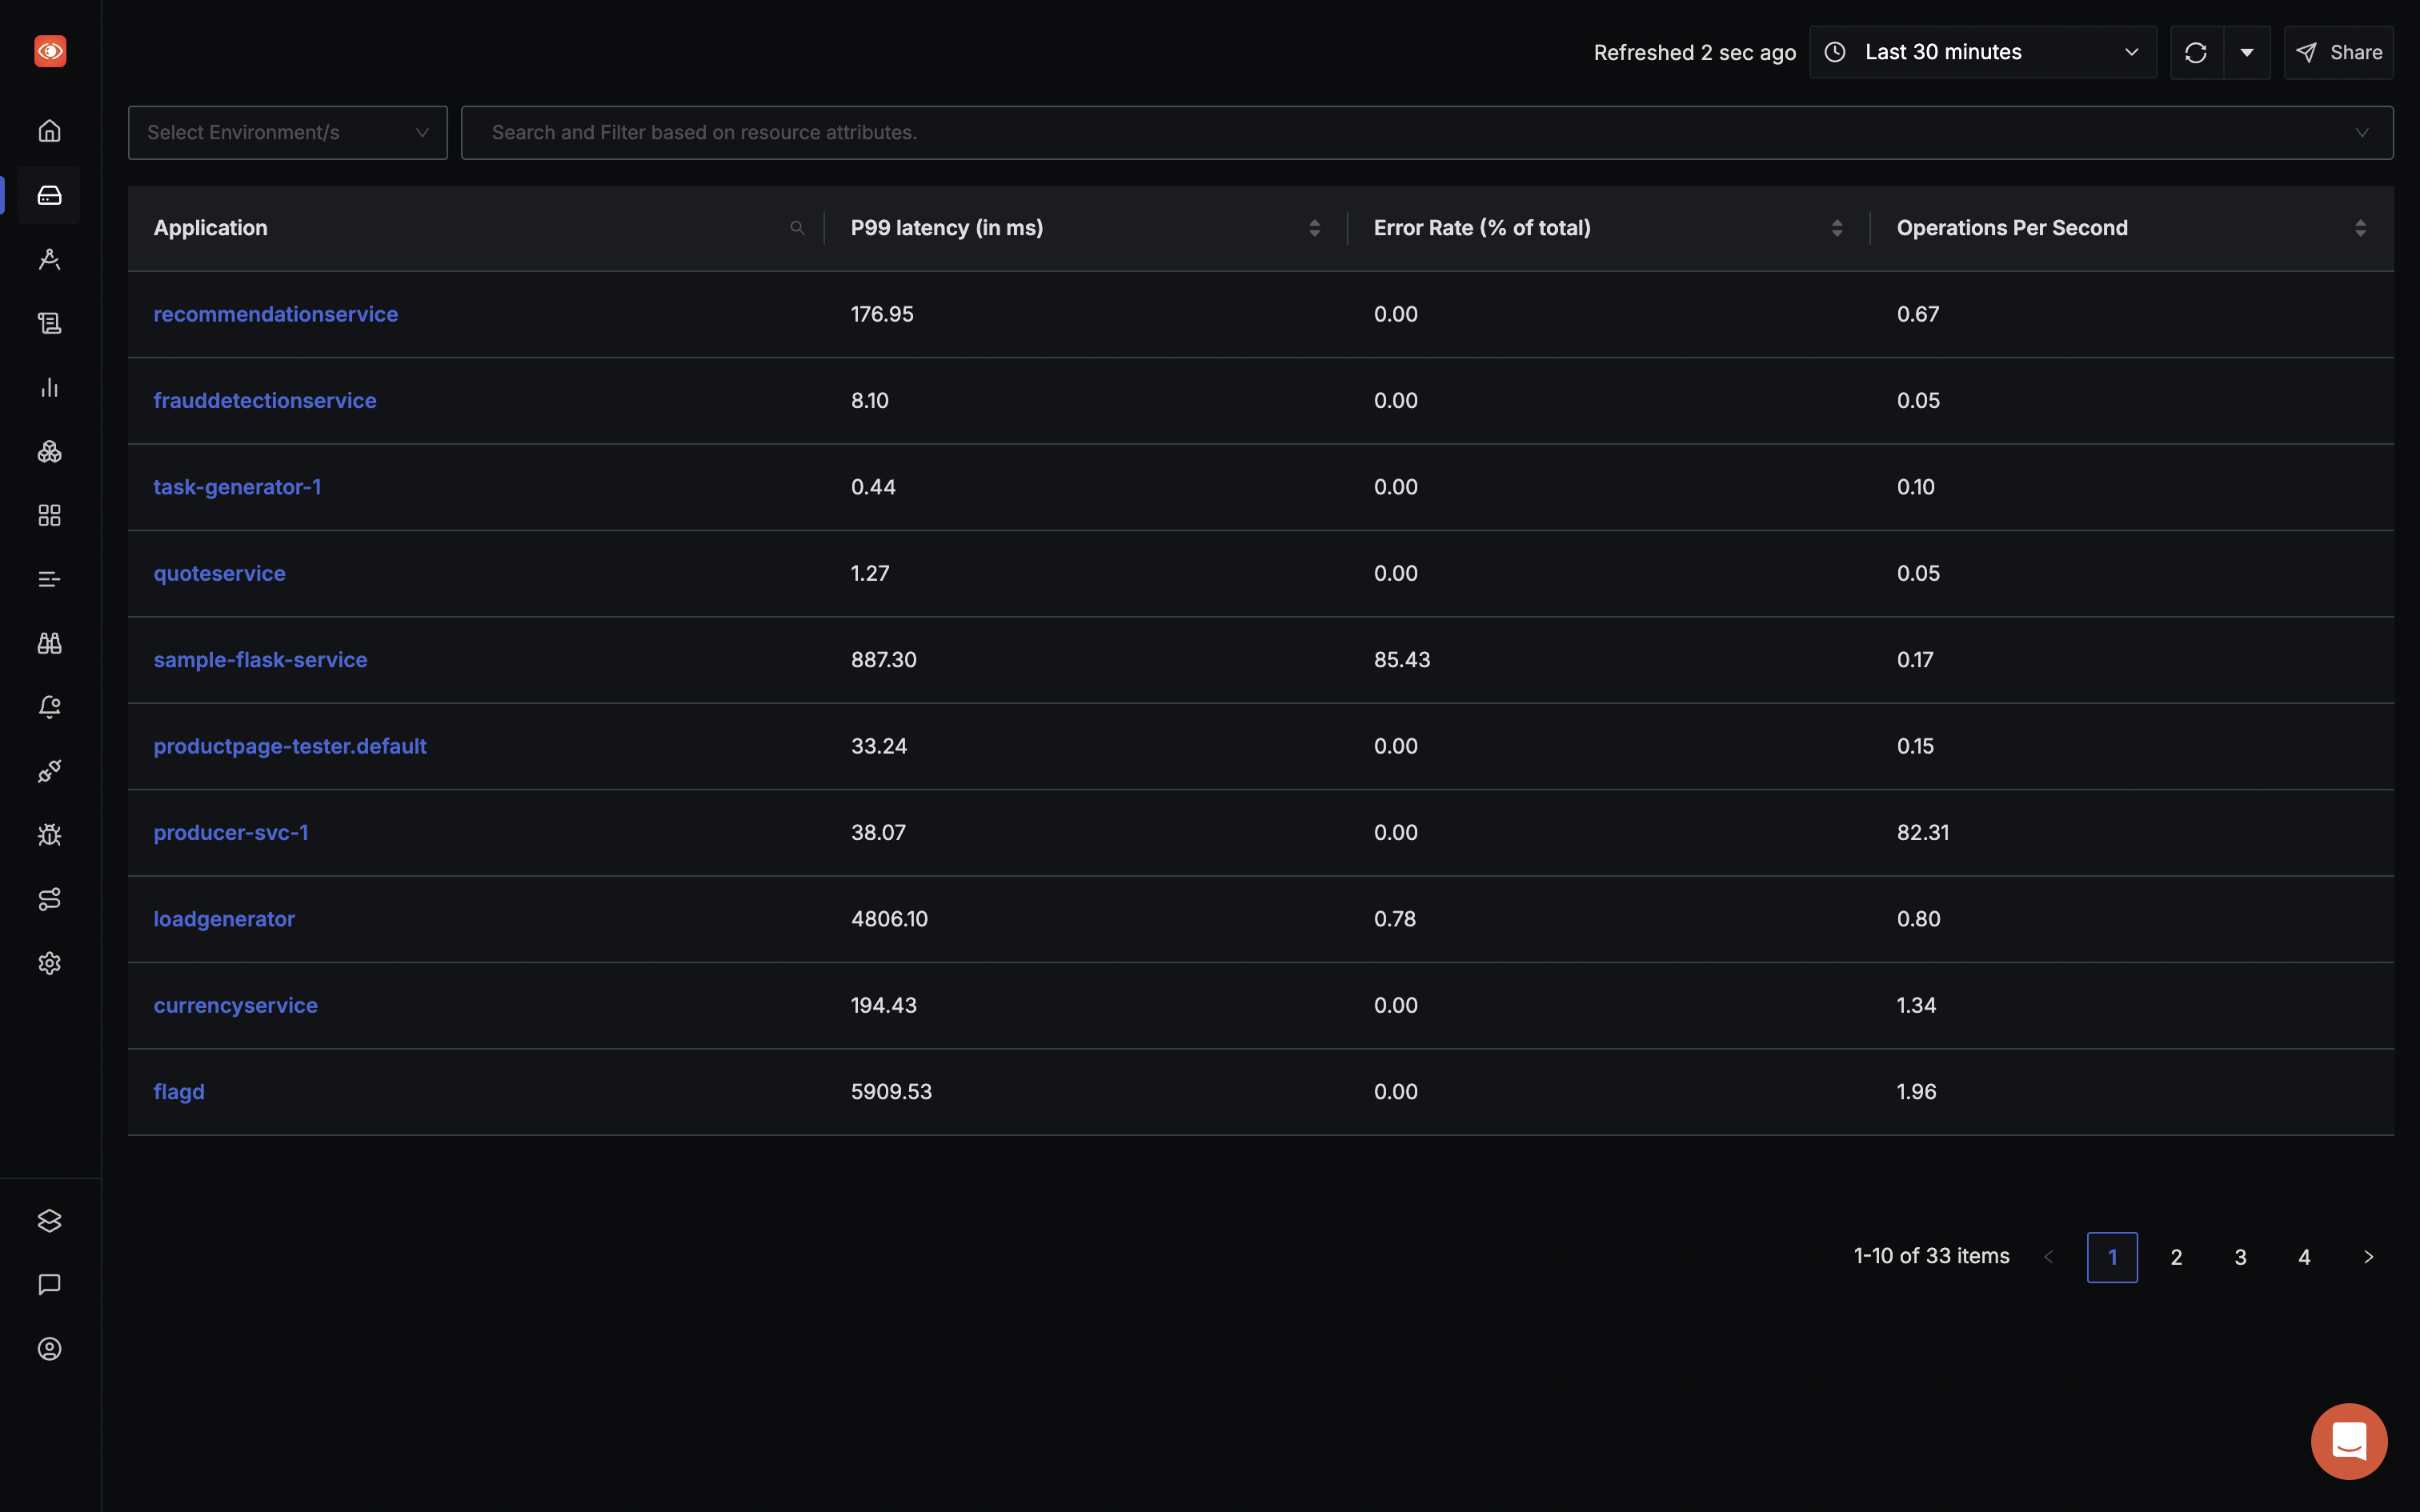 Refreshed 2 sec ago Last 30 minutes Share
Select Environment/s Search and Filter based on resource attributes.
Application P99 latency (in ms) Error Rate (% of total) Operations Per Second
recommendationservice 176.95 0.00 0.67
frauddetectionservice 8.10 0.00 0.05
task-generator-1 0.44 0.00 0.10
quoteservice 1.27 0.00 0.05
sample-flask-service 887.30 85.43 0.17
productpage-tester.default 33.24 0.00 0.15
producer-svc-1 38.07 0.00 82.31
loadgenerator 4806.10 0.78 0.80
currencyservice 194.43 0.00 1.34
flagd 5909.53 0.00 1.96
1-10 of 33 items 1 2 3 4